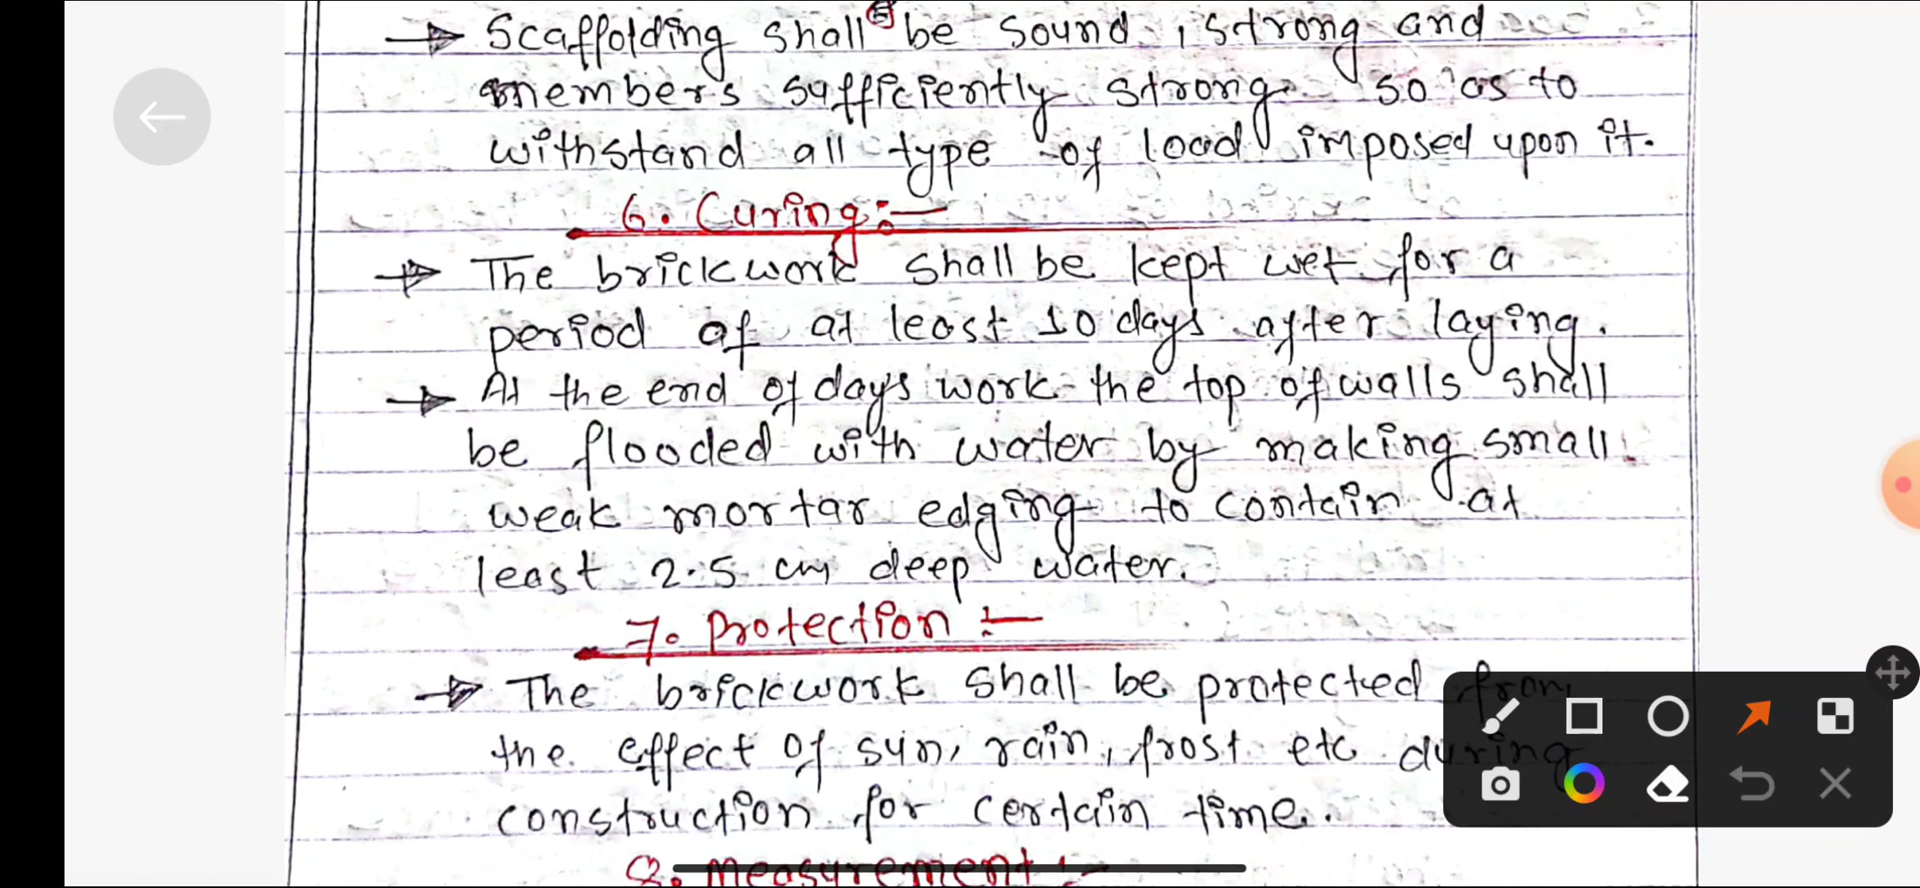 → Scaffolding shall be sound, strong and
members sufficiently strong so as to
withstand all type of load imposed upon it.
6. Curing:-
→ The brickwork shall be kept wet for a
period of at least 10 days after laying.
→ At the end of days work the top of walls shall
be flooded with water by making small
weak mortar edging to contain at
least 2.5 cm deep water.
7. Protection :-
→ The brickwork shall be protected from
the effect of sun, rain, frost etc during
construction for certain time.
8. Measurement :-